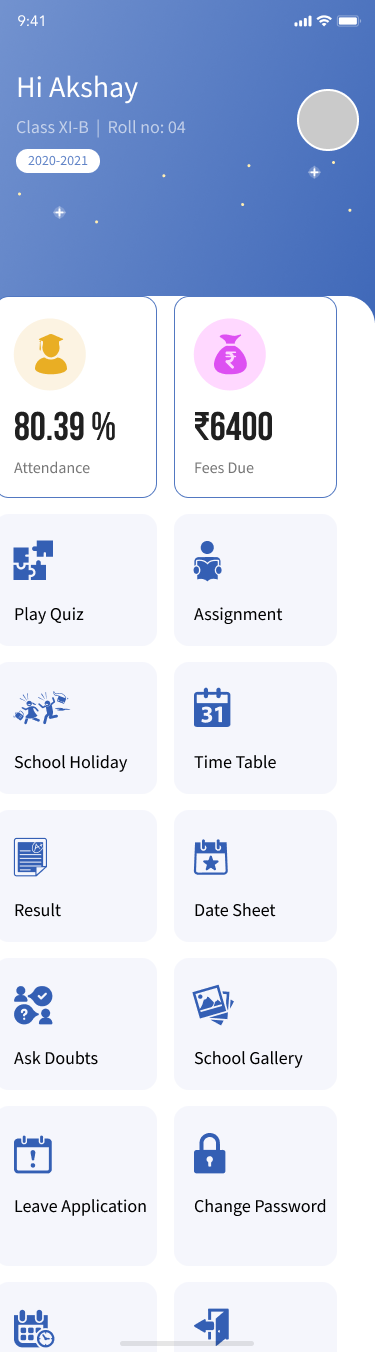 9:41
Hi Akshay
Class XI-B | Roll no: 04
2020-2021
80.39 %
₹6400
Attendance
Fees Due
Play Quiz
Assignment
31
School Holiday
Time Table
Result
Date Sheet
Ask Doubts
School Gallery
Leave Application
Change Password